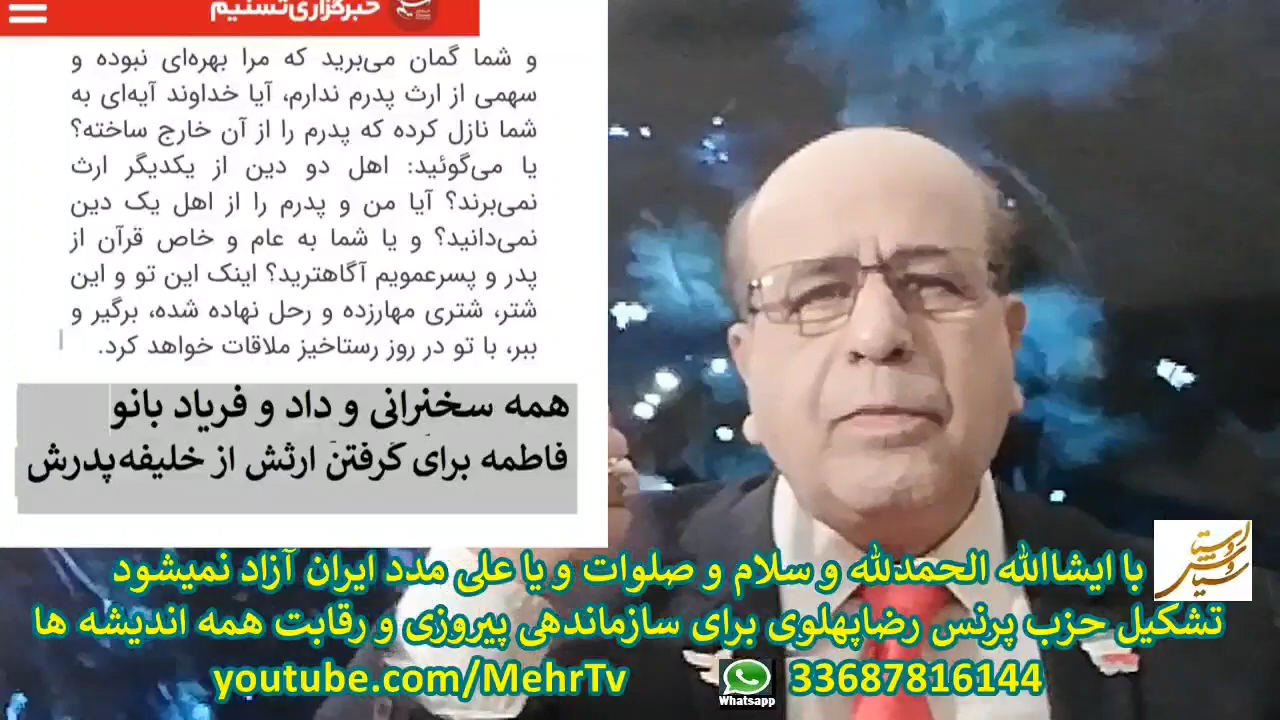 خبرگزاری تسنیم
و شما گمان می‌برید که مرا بهره‌ای نبوده و
سهمی از ارث پدرم ندارم، آیا خداوند آیه‌ای به
شما نازل کرده که پدرم را از آن خارج ساخته؟
یا می‌گوئید: اهل دو دین از یکدیگر ارث
نمی‌برند؟ آیا من و پدرم را از اهل یک دین
نمی‌دانید؟ و یا شما به عام و خاص قرآن از
پدر و پسرعمویم آگاهترید؟ اینک این تو و این
شتر، شتری مهارزده و رحل نهاده شده، برگیر و
ببر، با تو در روز رستاخیز ملاقات خواهد کرد.
همه سخنرانی و داد و فریاد بانو
فاطمه برای گرفتن ارثش از خلیفه پدرش
با ایشاالله الحمدلله و سلام و صلوات و یا علی مدد ایران آزاد نمیشود
تشکیل حزب پرنس رضاپهلوی برای سازماندهی پیروزی و رقابت همه اندیشه ها
youtube.com/MehrTv
Whatsapp
33687816144